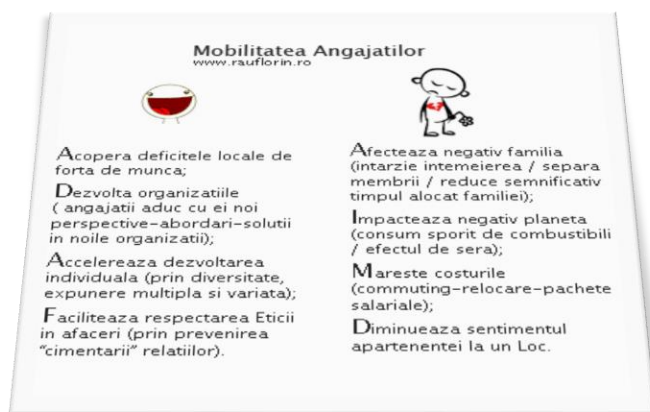 Mobilitatea Angajatilor
www.rauflorin.ro
Acopera deficitele locale de
forta de munca;
Dezvolta organizatiile
( angajatii aduc cu ei noi
perspective-abordari-solutii
in noile organizatii);
Accelereaza dezvoltarea
individuala (prin diversitate,
expunere multipla si variata);
Faciliteaza respectarea Eticii
in afaceri (prin prevenirea
"cimentarii" relatiilor).
Afecteaza negativ familia
(intarzie intemeierea / separa
membrii / reduce semnificativ
timpul alocat familiei);
Impacteaza negativ planeta
(consum sporit de combustibili
/ efectul de sera);
Mareste costurile
(commuting-relocare-pachete
salariale);
Diminueaza sentimentul
apartenentei la un Loc.